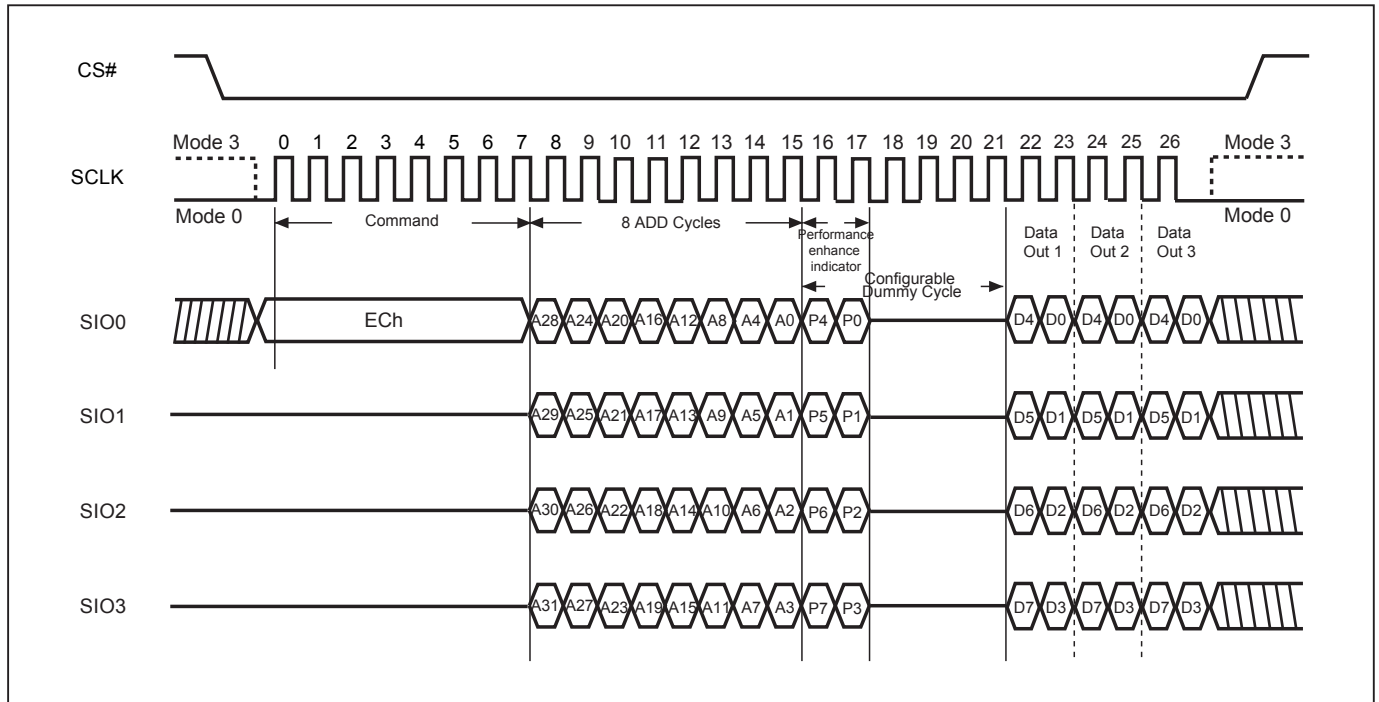 CS#
Mode 3 0 1 2 3 4 5 6 7 8 9 10 11 12 13 14 15 16 17 18 19 20 21 22 23 24 25 26 Mode 3
SCLK
Mode 0 Mode 0
Command 8 ADD Cycles
Performance
enhance
indicator
Data
Out 1
Data
Out 2
Data
Out 3
Configurable
Dummy Cycle
SIO0 ECh A28 A24 A20 A16 A12 A8 A4 A0 P4 P0 D4 D0 D4 D0 D4 D0
SIO1 A29 A25 A21 A17 A13 A9 A5 A1 P5 P1 D5 D1 D5 D1 D5 D1
SIO2 A30 A26 A22 A18 A14 A10 A6 A2 P6 P2 D6 D2 D6 D2 D6 D2
SIO3 A31 A27 A23 A19 A15 A11 A7 A3 P7 P3 D7 D3 D7 D3 D7 D3